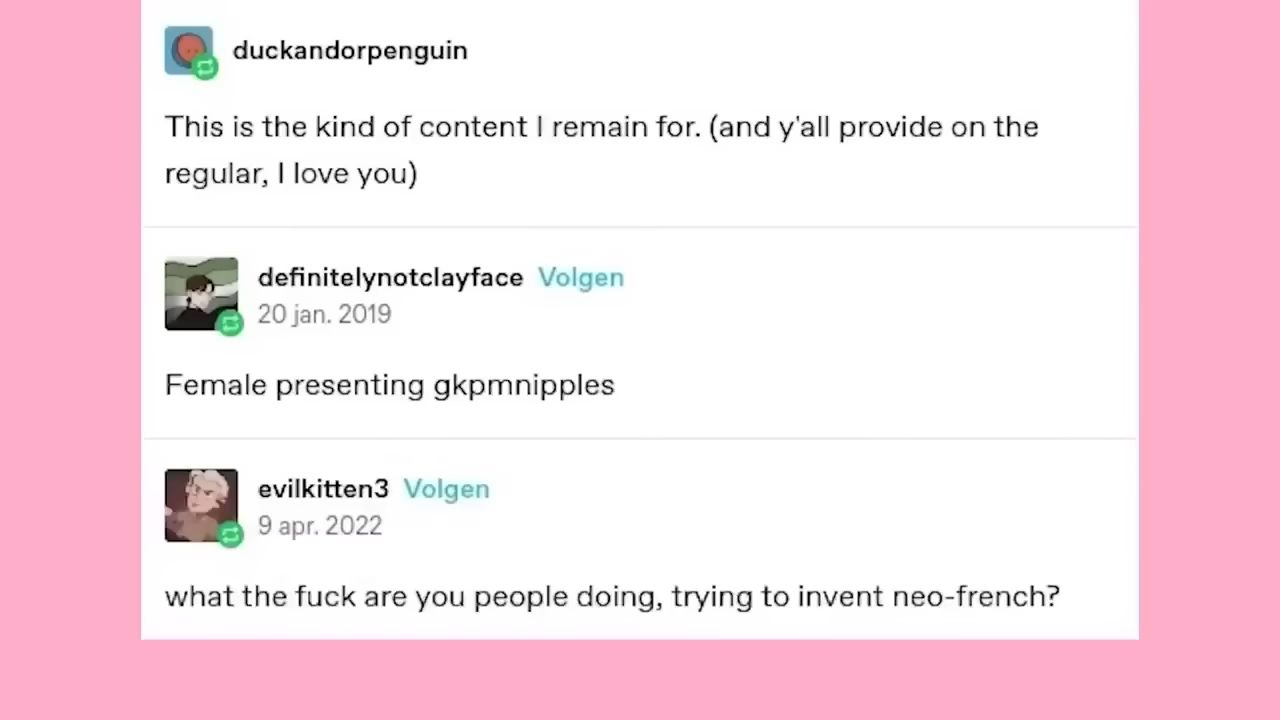 duckandorpenguin
This is the kind of content I remain for. (and y'all provide on the
regular, I love you)
definitelynotclayface Volgen
20 jan. 2019
Female presenting gkpmnipples
evilkitten3 Volgen
9 apr. 2022
what the fuck are you people doing, trying to invent neo-french?